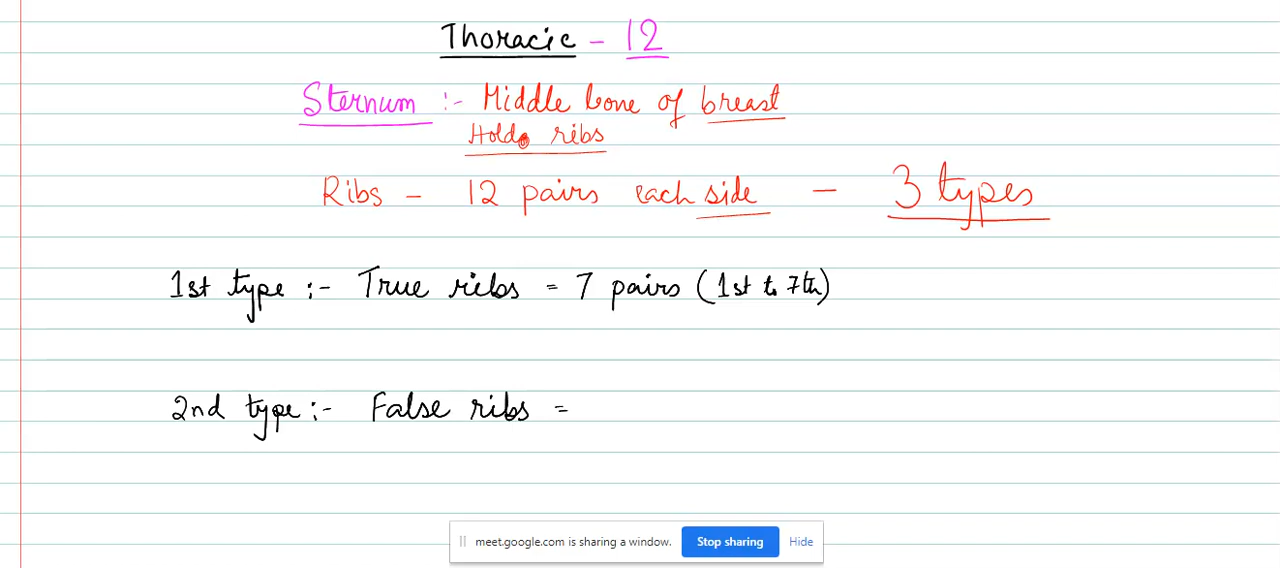 Thoracic - 12
Sternum :- Middle bone of breast
Holds ribs
Ribs - 12 pairs each side - 3 types
1st type :- True ribs = 7 pairs (1st to 7th)
2nd type :- False ribs =
meet.google.com is sharing a window. Stop sharing Hide